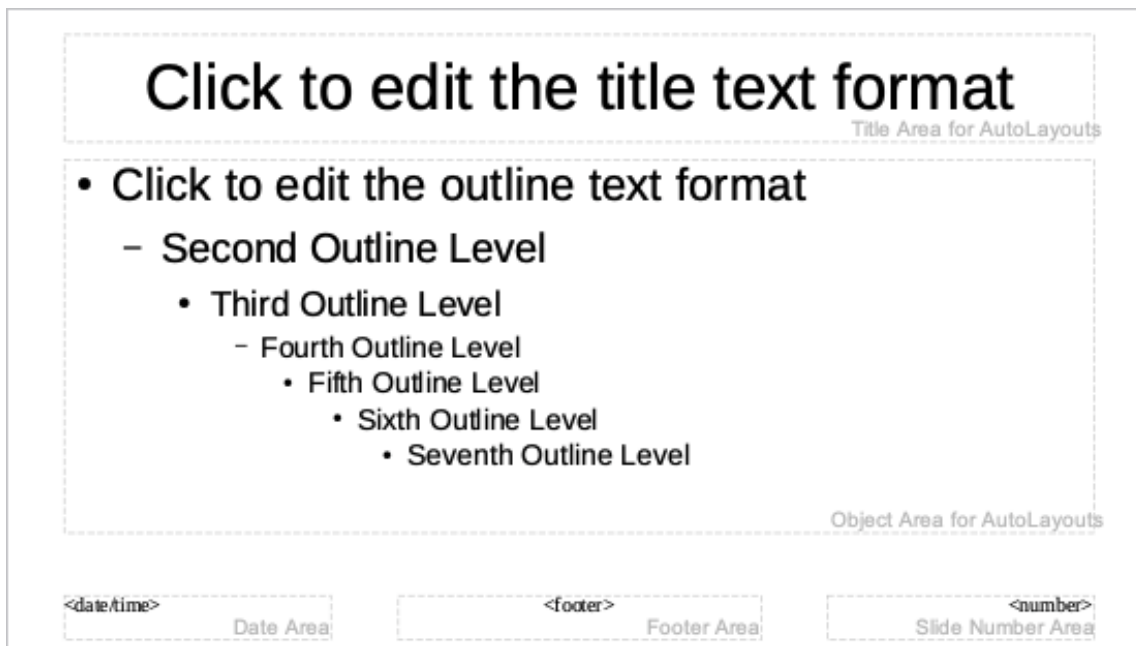 Click to edit the title text format
Title Area for AutoLayouts
• Click to edit the outline text format
– Second Outline Level
• Third Outline Level
– Fourth Outline Level
• Fifth Outline Level
• Sixth Outline Level
• Seventh Outline Level
Object Area for AutoLayouts
<date/time> <footer> <number>
Date Area Footer Area Slide Number Area